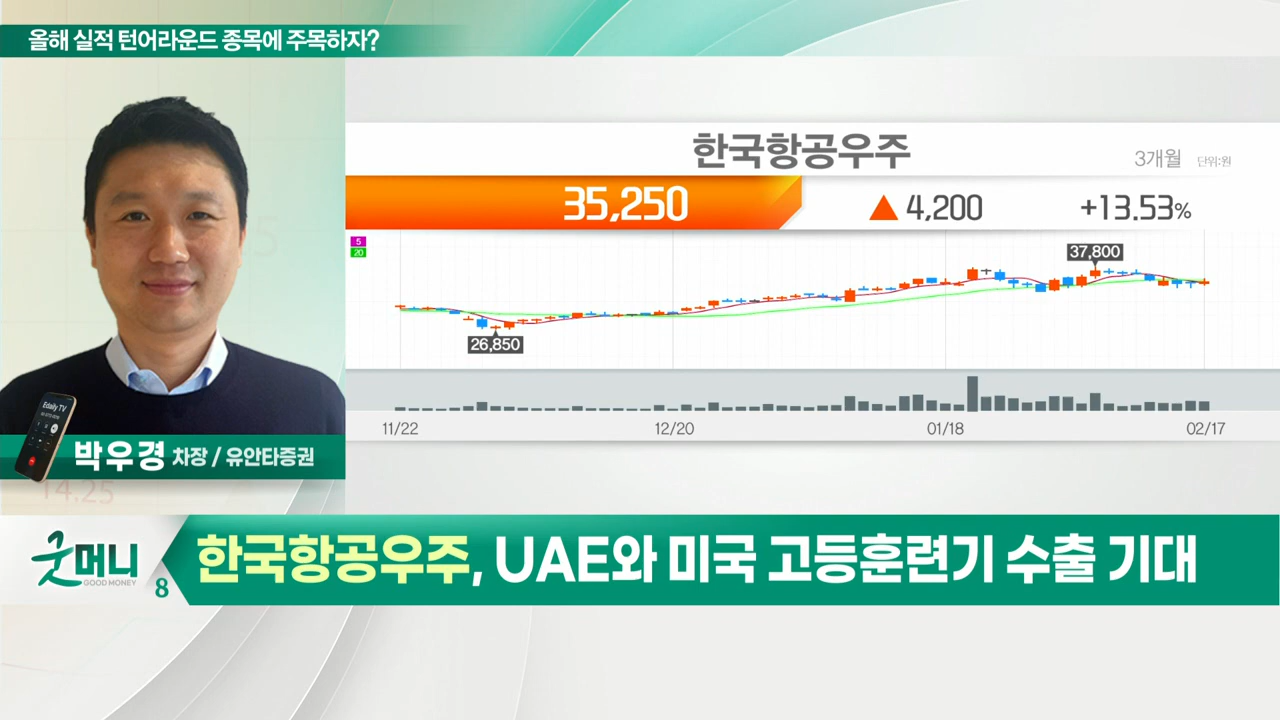 올해 실적 턴어라운드 종목에 주목하자?
한국항공우주
3개월 단위:원
35,250 ▲ 4,200 +13.53%
5
20
37,800
26,850
11/22 12/20 01/18 02/17
Edaily TV
박우경 차장 / 유안타증권
14.25
굿머니
GOOD MONEY
8
한국항공우주, UAE와 미국 고등훈련기 수출 기대